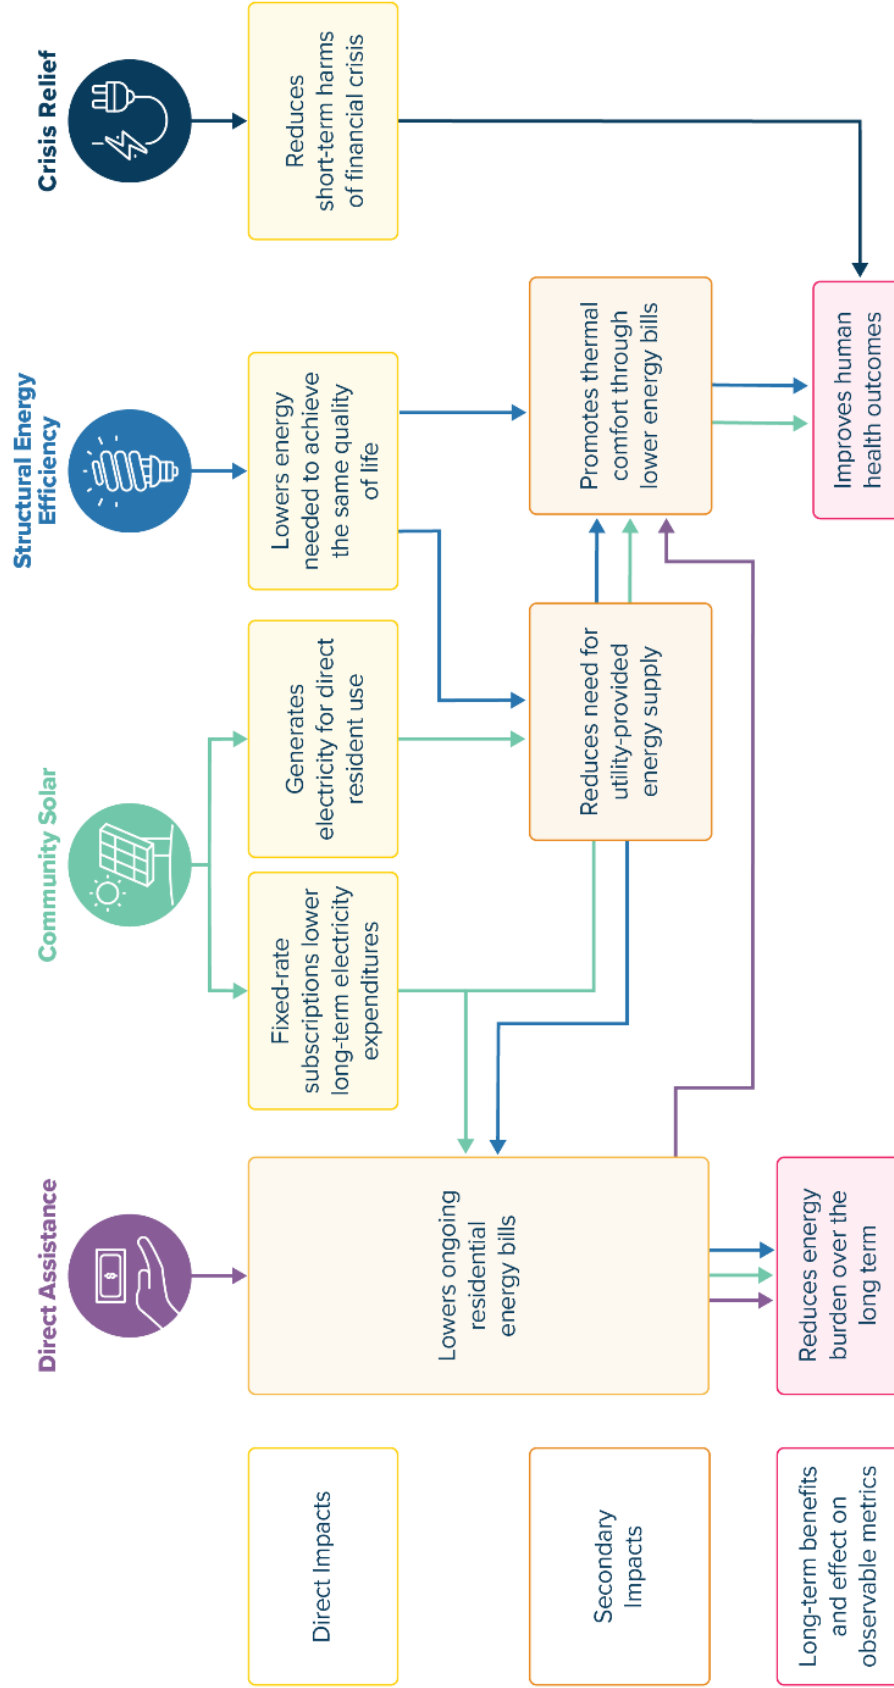 Direct Assistance
Community Solar
Structural Energy
Efficiency
Crisis Relief
Direct Impacts
Fixed-rate
subscriptions lower
long-term electricity
expenditures
Generates
electricity for direct
resident use
Lowers energy
needed to achieve
the same quality
of life
Reduces
short-term harms
of financial crisis
Lowers ongoing
residential
energy bills
$
Secondary
Impacts
Reduces need for
utility-provided
energy supply
Promotes thermal
comfort through
lower energy bills
Long-term benefits
and effect on
observable metrics
Reduces energy
burden over the
long term
Improves human
health outcomes